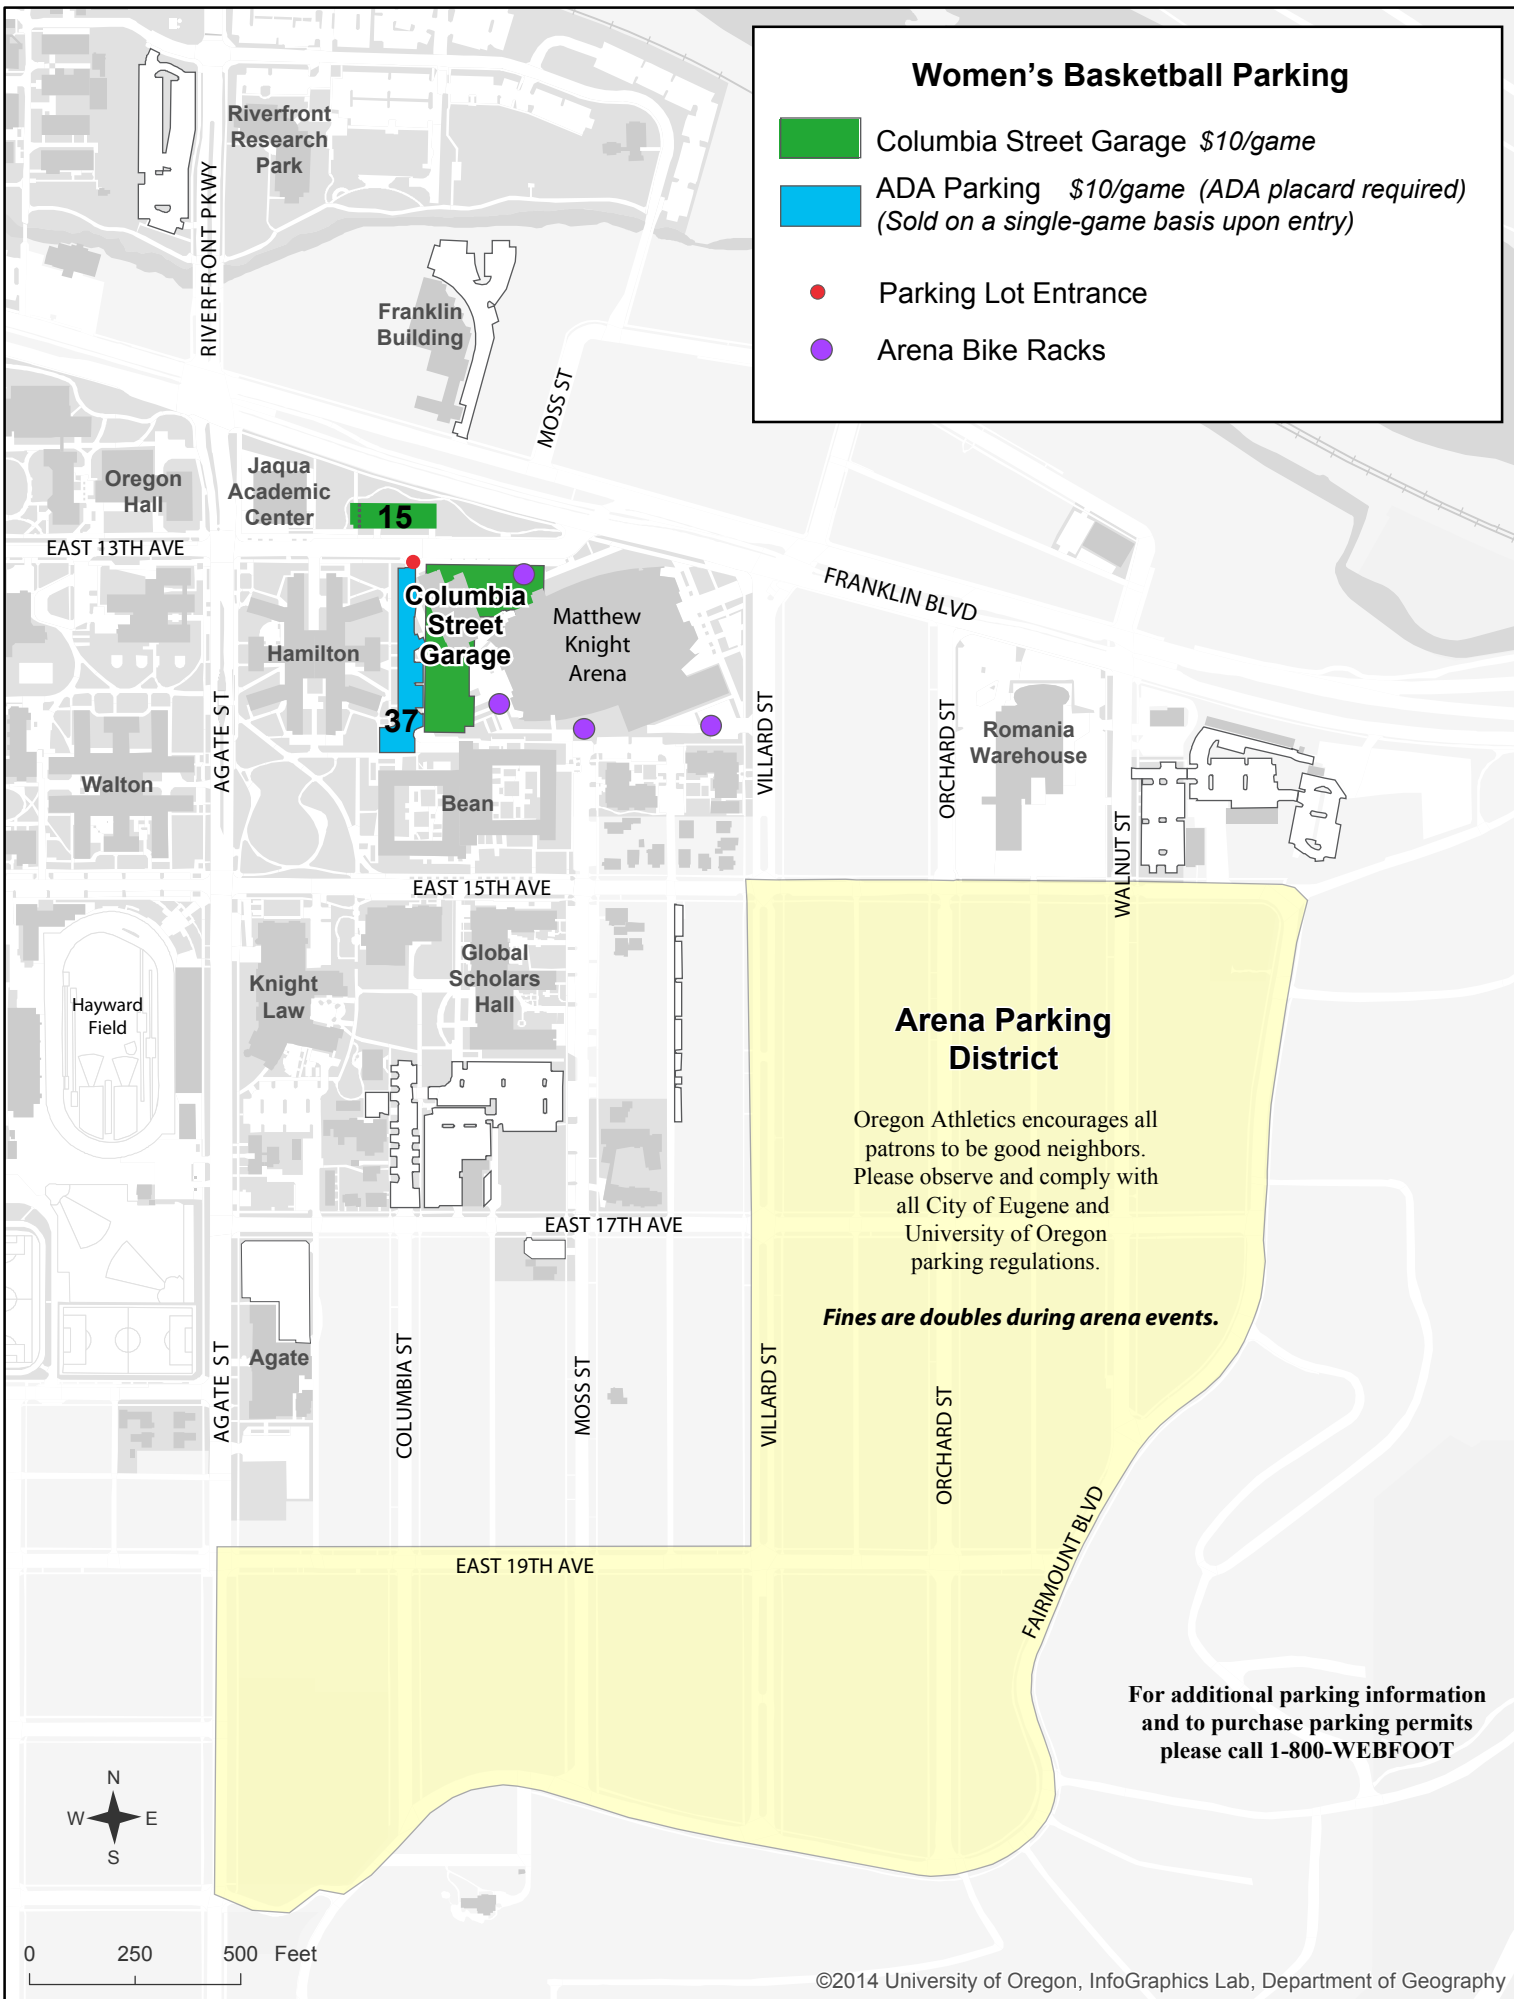 Women's Basketball Parking
Columbia Street Garage $10/game
ADA Parking $10/game (ADA placard required)
(Sold on a single-game basis upon entry)
Parking Lot Entrance
Arena Bike Racks
Riverfront
Research
Park
RIVERFRONT PKWY
Franklin
Building
MOSS ST
Oregon
Hall
Jaqua
Academic
Center
15
EAST 13TH AVE
FRANKLIN BLVD
Columbia
Street
Garage
Matthew
Knight
Arena
Hamilton
37
AGATE ST
VILLARD ST
ORCHARD ST
Romania
Warehouse
Walton
Bean
WALNUT ST
EAST 15TH AVE
Hayward
Field
Knight
Law
Global
Scholars
Hall
Arena Parking
District
Oregon Athletics encourages all
patrons to be good neighbors.
Please observe and comply with
all City of Eugene and
University of Oregon
parking regulations.
Fines are doubles during arena events.
EAST 17TH AVE
Agate
AGATE ST
COLUMBIA ST
MOSS ST
VILLARD ST
ORCHARD ST
FAIRMOUNT BLVD
EAST 19TH AVE
For additional parking information
and to purchase parking permits
please call 1-800-WEBFOOT
N
W E
S
0 250 500 Feet
©2014 University of Oregon, InfoGraphics Lab, Department of Geography